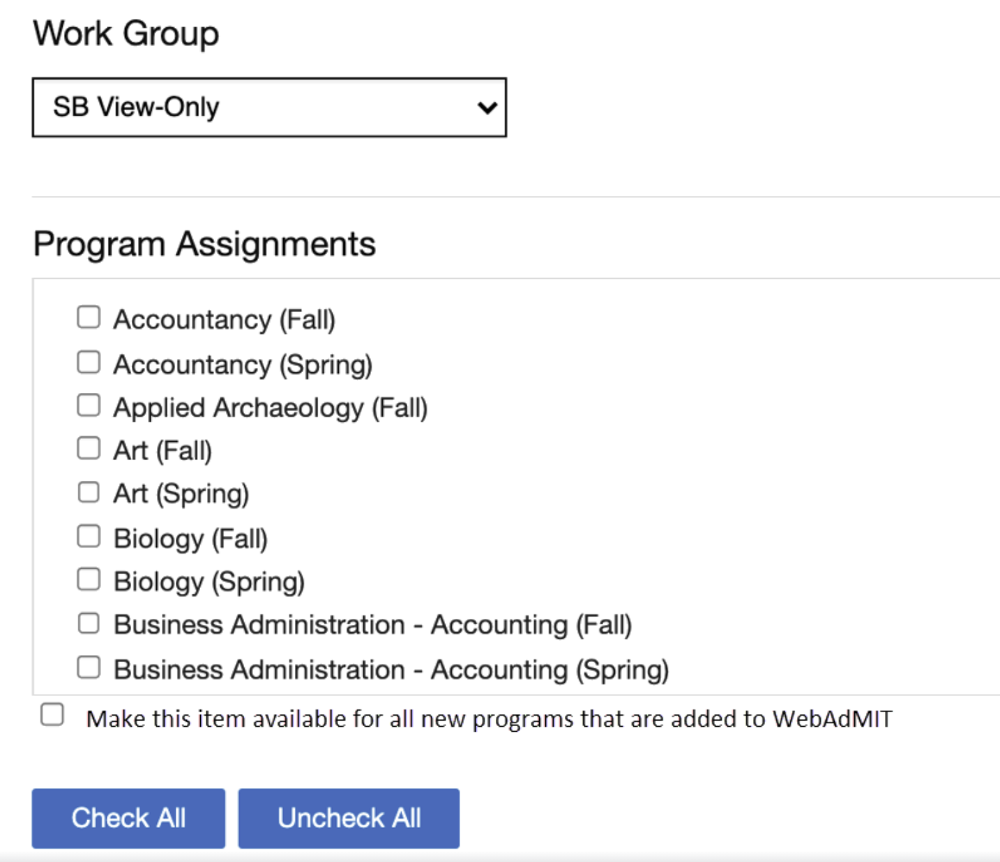 Work Group
SB View-Only
Program Assignments
Accountancy (Fall)
Accountancy (Spring)
Applied Archaeology (Fall)
Art (Fall)
Art (Spring)
Biology (Fall)
Biology (Spring)
Business Administration - Accounting (Fall)
Business Administration - Accounting (Spring)
Make this item available for all new programs that are added to WebAdMIT
Check All Uncheck All